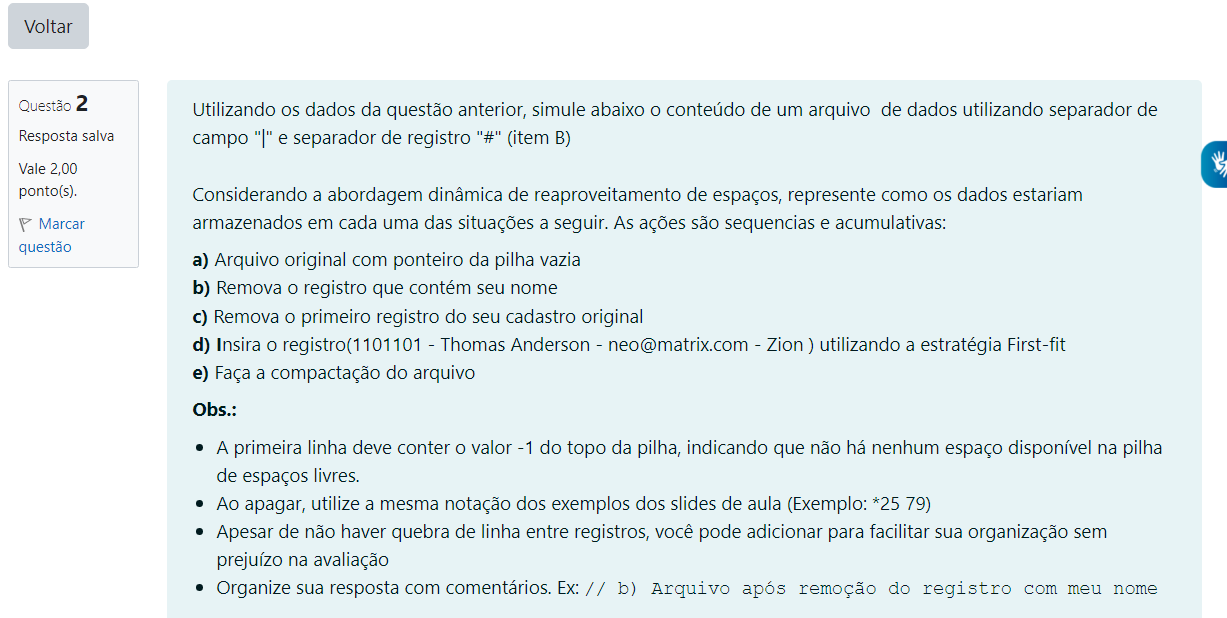 Voltar
Questão 2
Resposta salva
Vale 2,00
ponto(s).
Marcar
questão
Utilizando os dados da questão anterior, simule abaixo o conteúdo de um arquivo  de dados utilizando separador de
campo "|" e separador de registro "#" (item B)
Considerando a abordagem dinâmica de reaproveitamento de espaços, represente como os dados estariam
armazenados em cada uma das situações a seguir. As ações são sequencias e acumulativas:
a) Arquivo original com ponteiro da pilha vazia
b) Remova o registro que contém seu nome
c) Remova o primeiro registro do seu cadastro original
d) Insira o registro(1101101 - Thomas Anderson - neo@matrix.com - Zion ) utilizando a estratégia First-fit
e) Faça a compactação do arquivo
Obs.:
• A primeira linha deve conter o valor -1 do topo da pilha, indicando que não há nenhum espaço disponível na pilha
de espaços livres.
• Ao apagar, utilize a mesma notação dos exemplos dos slides de aula (Exemplo: *25 79)
• Apesar de não haver quebra de linha entre registros, você pode adicionar para facilitar sua organização sem
prejuízo na avaliação
• Organize sua resposta com comentários. Ex: // b) Arquivo após remoção do registro com meu nome